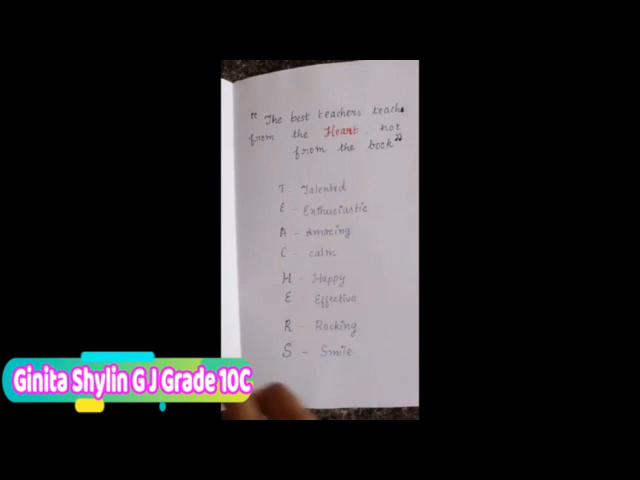 "The best teachers teach
from the Heart. not
from the book"
T - Talented
E - Enthusiastic
A - Amazing
C - calm
H - Happy
E - Effective
R - Rocking
S - Smile
Ginita Shylin G J Grade 10C